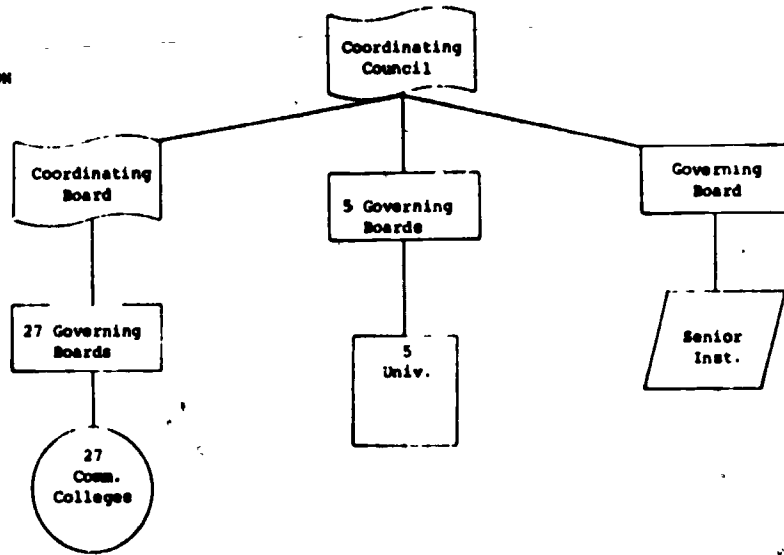 Coordinating
Council
Coordinating
Board
5 Governing
Boards
Governing
Board
27 Governing
Boards
5
Univ.
Senior
Inst.
27
Comm.
Colleges